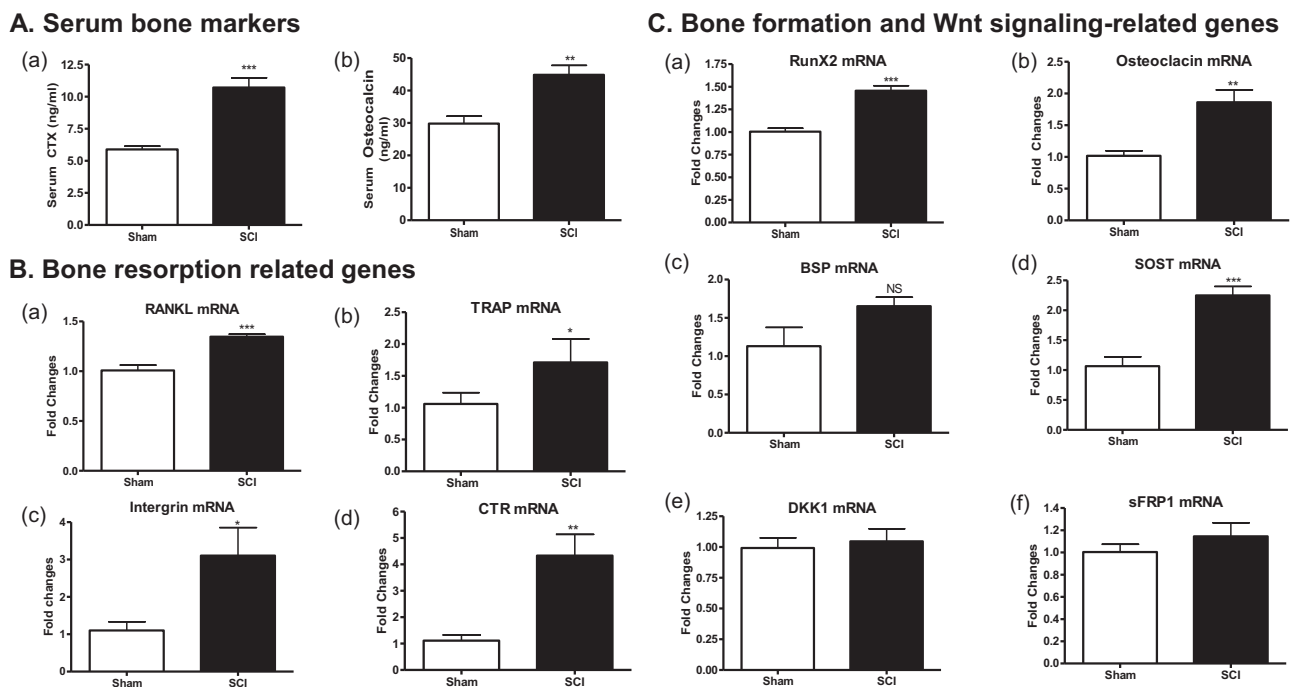 A. Serum bone markers
(a)
Serum CTX (ng/ml)
12.5
10.0
7.5
5.0
2.5
0.0
***
Sham
SCI
(b)
Serum Osteocalcin
(ng/ml)
50
40
30
20
10
0
**
Sham
SCI
B. Bone resorption related genes
(a)
RANKL mRNA
Fold Changes
1.5
1.0
0.5
0.0
***
Sham
SCI
(b)
TRAP mRNA
Fold Changes
2.5
2.0
1.5
1.0
0.5
0.0
*
Sham
SCI
(c)
Intergrin mRNA
Fold changes
4
3
2
1
0
*
Sham
SCI
(d)
CTR mRNA
Fold Changes
6
5
4
3
2
1
0
**
Sham
SCI
C. Bone formation and Wnt signaling-related genes
(a)
RunX2 mRNA
Fold Changes
1.75
1.50
1.25
1.00
0.75
0.50
0.25
0.00
***
Sham
SCI
(b)
Osteoclacin mRNA
Fold Changes
2.5
2.0
1.5
1.0
0.5
0.0
**
Sham
SCI
(c)
BSP mRNA
Fold Changes
2.0
1.5
1.0
0.5
0.0
NS
Sham
SCI
(d)
SOST mRNA
Fold Changes
2.5
2.0
1.5
1.0
0.5
0.0
***
Sham
SCI
(e)
DKK1 mRNA
Fold Changes
1.25
1.00
0.75
0.50
0.25
0.00
Sham
SCI
(f)
sFRP1 mRNA
Fold Changes
1.4
1.2
1.0
0.8
0.6
0.4
0.2
0.0
Sham
SCI